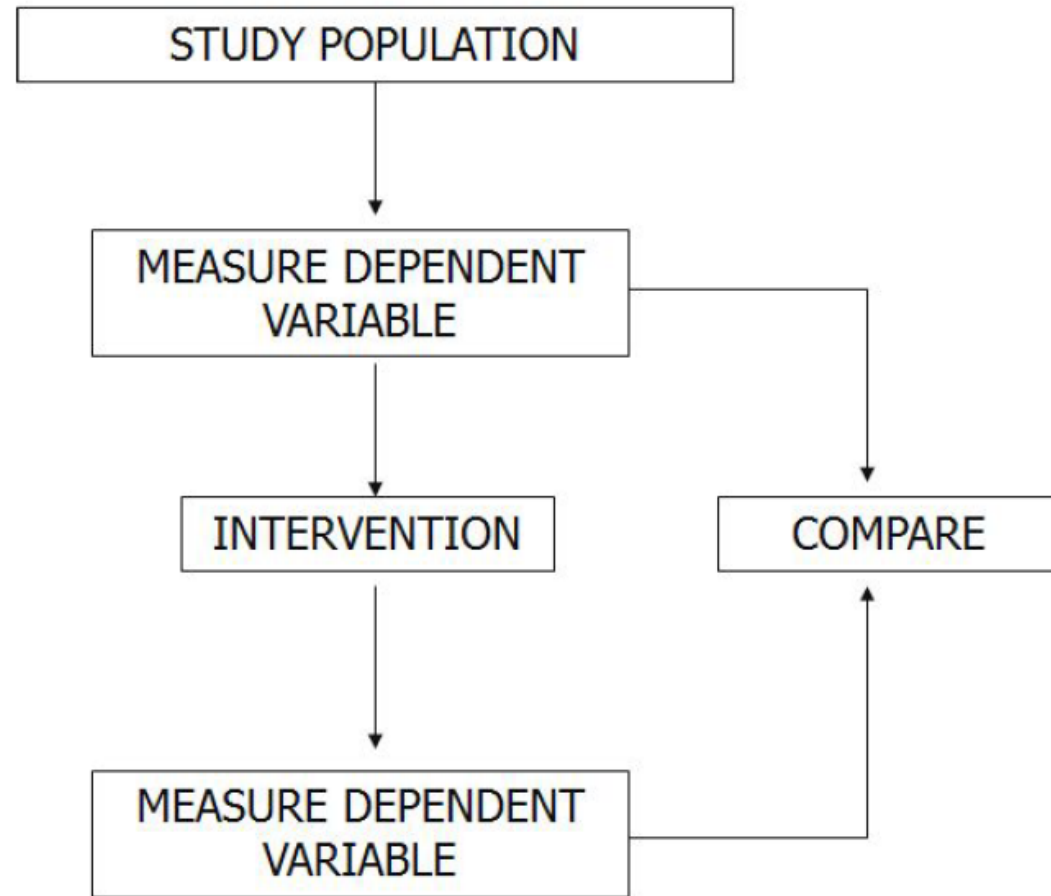 STUDY POPULATION
MEASURE DEPENDENT
VARIABLE
INTERVENTION
COMPARE
MEASURE DEPENDENT
VARIABLE